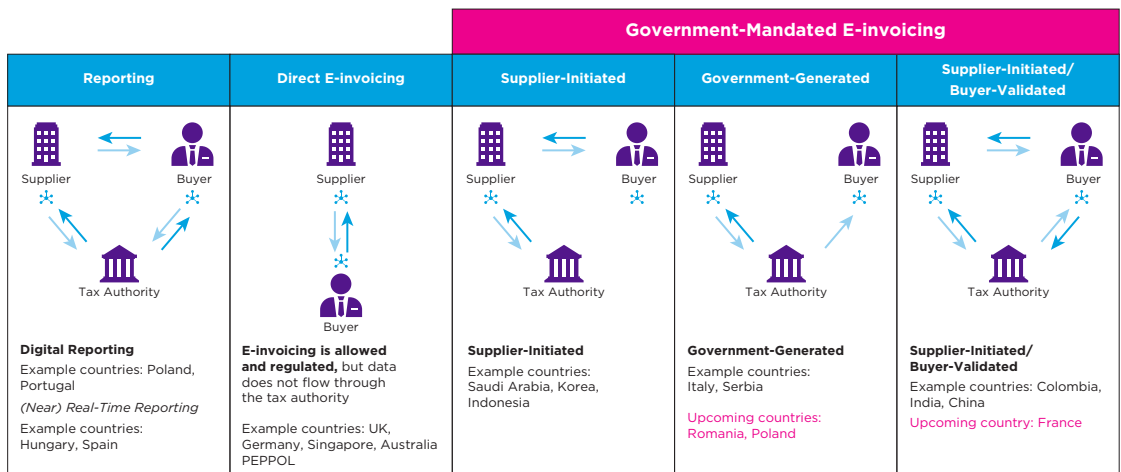 Government-Mandated E-invoicing
Reporting
Direct E-invoicing
Supplier-Initiated
Government-Generated
Supplier-Initiated/
Buyer-Validated
Supplier
Buyer
Tax Authority
Digital Reporting
Example countries: Poland,
Portugal
(Near) Real-Time Reporting
Example countries:
Hungary, Spain
Supplier
Buyer
E-invoicing is allowed
and regulated, but data
does not flow through
the tax authority
Example countries: UK,
Germany, Singapore, Australia
PEPPOL
Supplier
Buyer
Tax Authority
Supplier-Initiated
Example countries:
Saudi Arabia, Korea,
Indonesia
Supplier
Buyer
Tax Authority
Government-Generated
Example countries:
Italy, Serbia
Upcoming countries:
Romania, Poland
Supplier
Buyer
Tax Authority
Supplier-Initiated/
Buyer-Validated
Example countries: Colombia,
India, China
Upcoming country: France